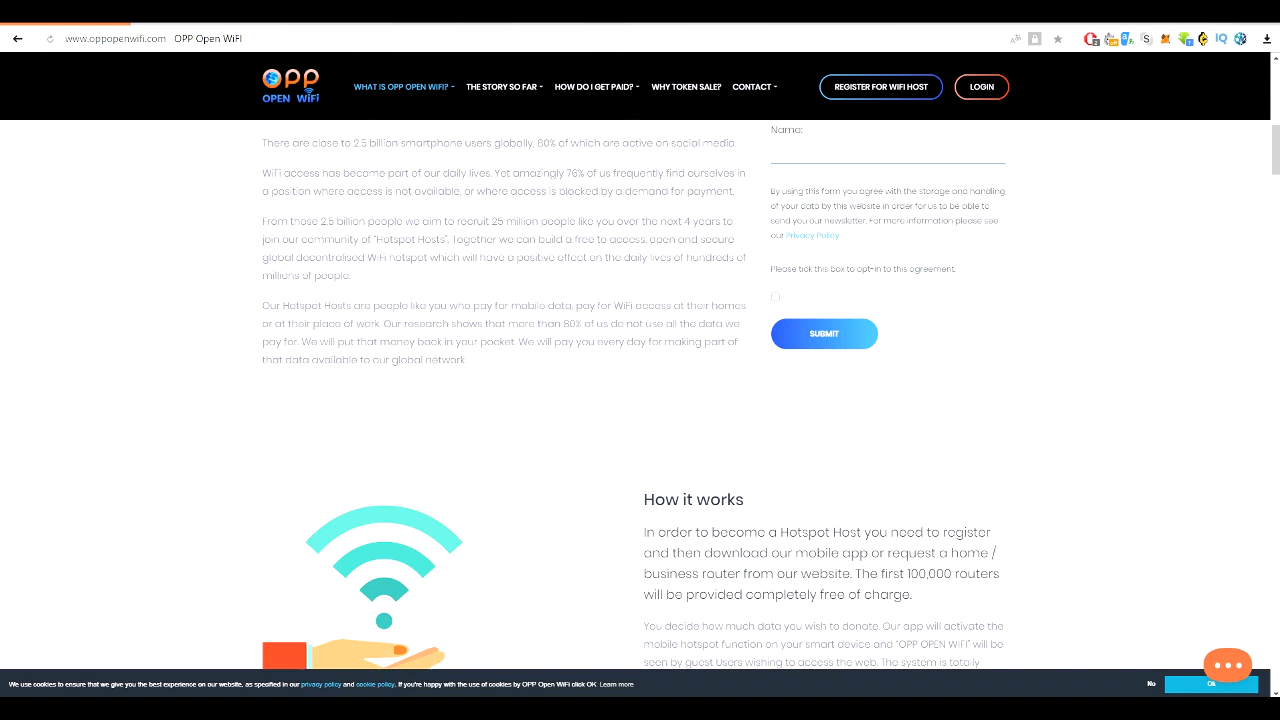 www.oppopenwifi.com OPP Open WiFi
OPP
OPEN WiFi
WHAT IS OPP OPEN WIFI?
THE STORY SO FAR
HOW DO I GET PAID?
WHY TOKEN SALE?
CONTACT
REGISTER FOR WIFI HOST
LOGIN
There are close to 2.5 billion smartphone users globally, 80% of which are active on social media.
WiFi access has become part of our daily lives. Yet amazingly 76% of us frequently find ourselves in
a position where access is not available, or where access is blocked by a demand for payment.
From those 2.5 billion people we aim to recruit 25 million people like you over the next 4 years to
join our community of "Hotspot Hosts". Together we can build a free to access, open and secure
global decentralised WiFi hotspot which will have a positive effect on the daily lives of hundreds of
millions of people.
Our Hotspot Hosts are people like you who pay for mobile data, pay for WiFi access at their homes
or at their place of work. Our research shows that more than 80% of us do not use all the data we
pay for. We will put that money back in your pocket. We will pay you every day for making part of
that data available to our global network.
Name:
By using this form you agree with the storage and handling
of your data by this website in order for us to be able to
send you our newsletter. For more information please see
our Privacy Policy
Please tick this box to opt-in to this agreement.
SUBMIT
How it works
In order to become a Hotspot Host you need to register
and then download our mobile app or request a home /
business router from our website. The first 100,000 routers
will be provided completely free of charge.
You decide how much data you wish to donate. Our app will activate the
mobile hotspot function on your smart device and "OPP OPEN WIFI" will be
seen by guest Users wishing to access the web. The system is totally
We use cookies to ensure that we give you the best experience on our website, as specified in our privacy policy and cookie policy. If you're happy with the use of cookies by OPP Open WiFi click OK Learn more
No
Ok